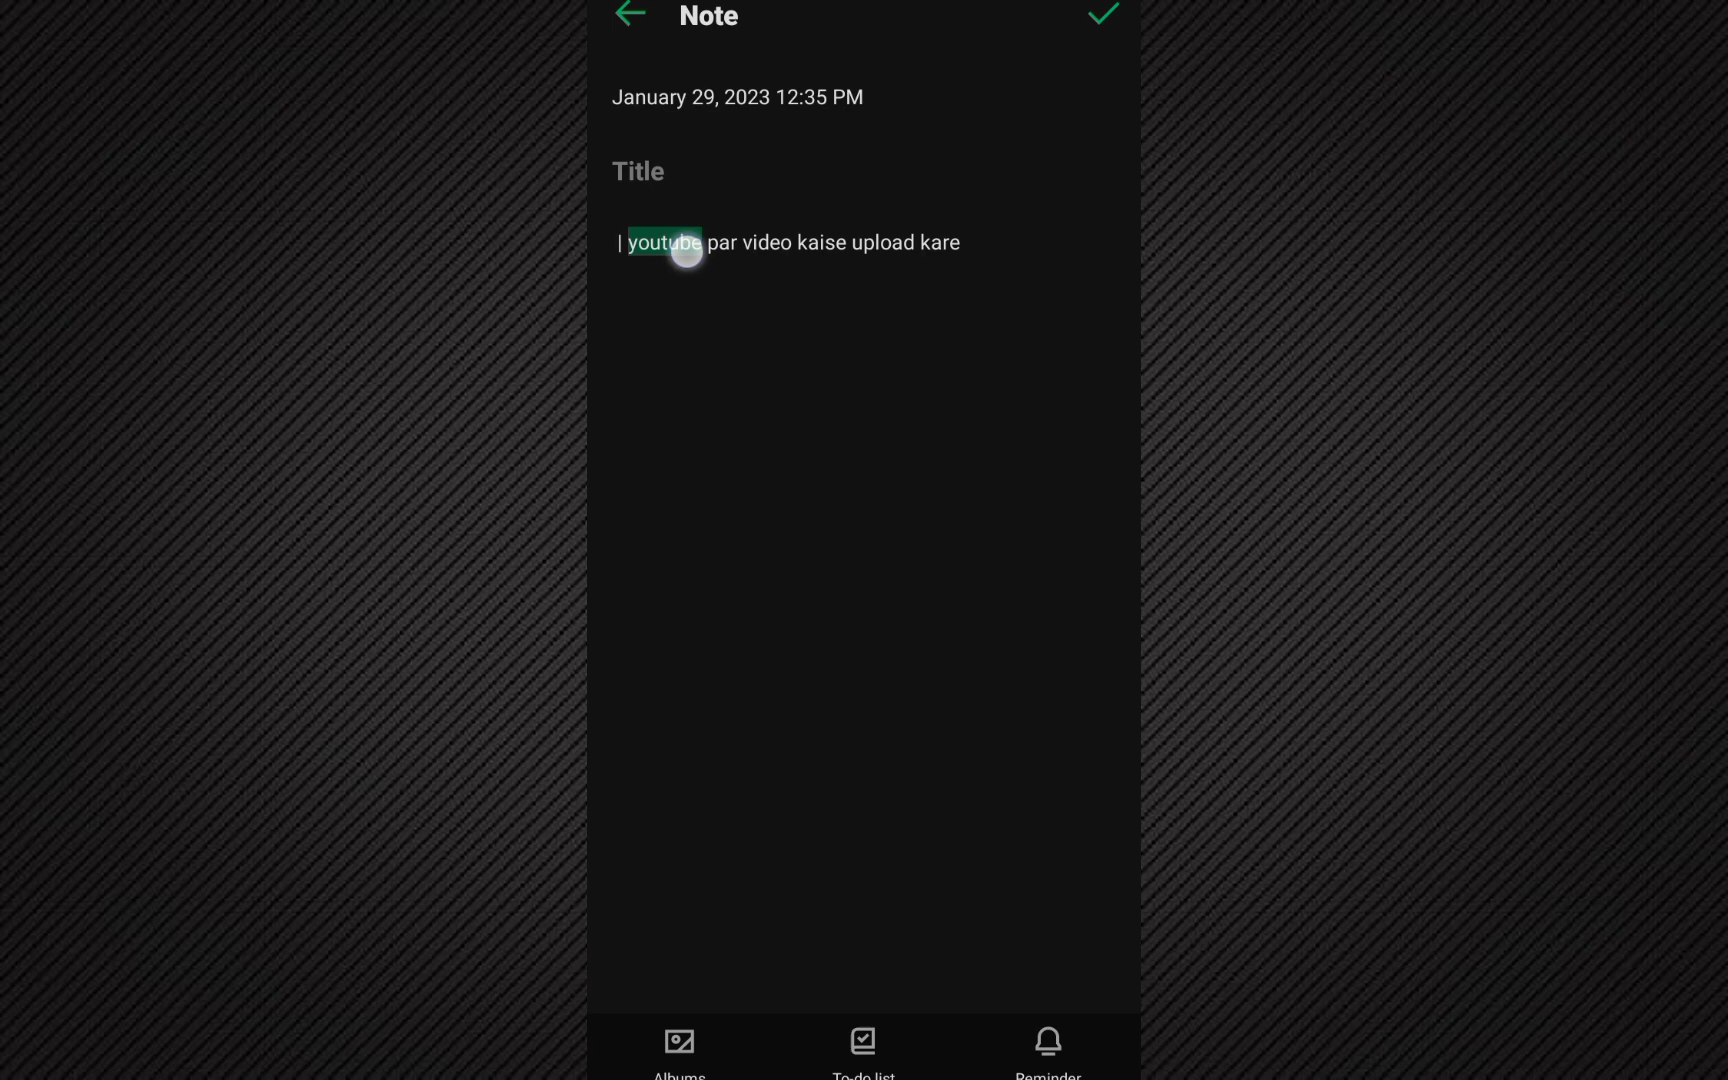 Note
January 29, 2023 12:35 PM
Title
| youtube par video kaise upload kare
Albums
To-do list
Reminder